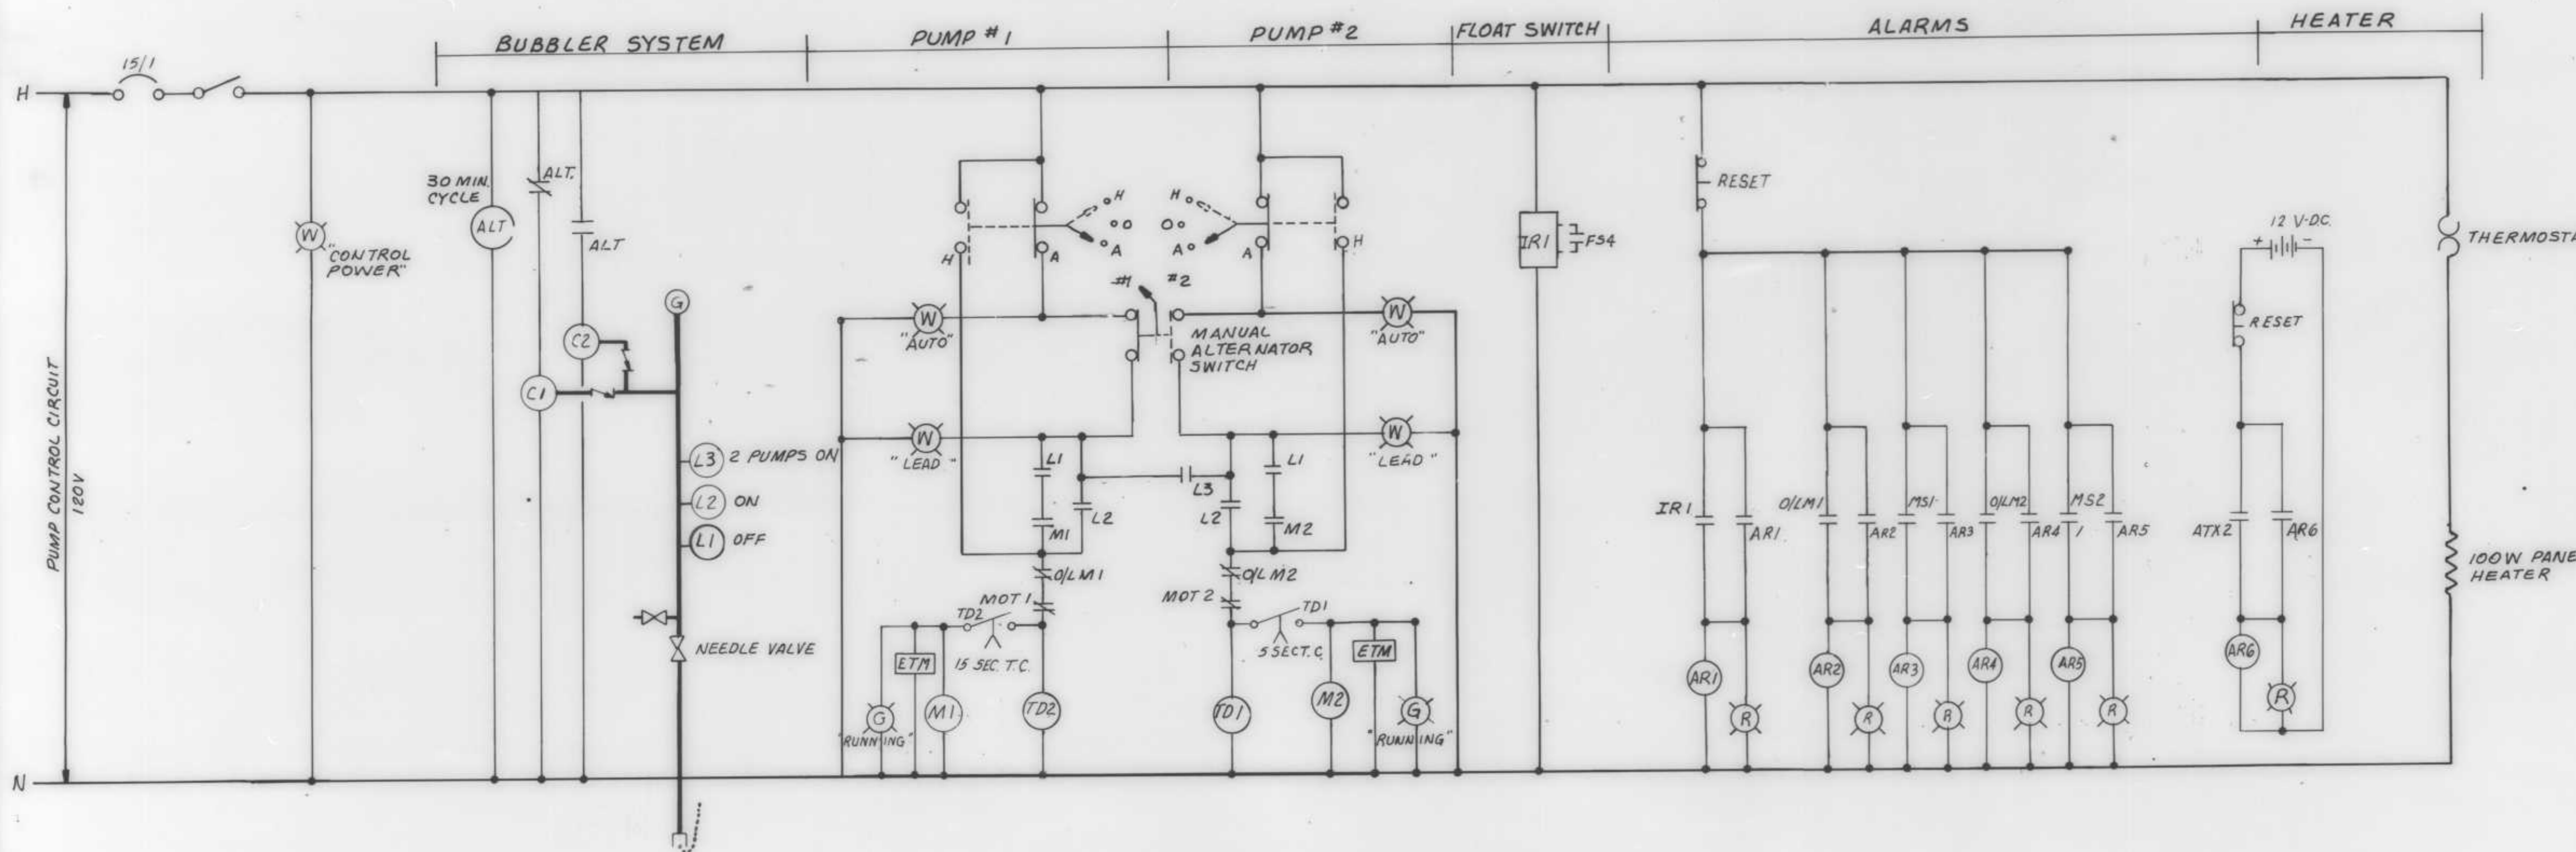 BUBBLER SYSTEM
PUMP #1
PUMP #2
FLOAT SWITCH
ALARMS
HEATER
H
15/1
PUMP CONTROL CIRCUIT
120V
N
W
"CONTROL
POWER"
30 MIN.
CYCLE
ALT
ALT.
ALT
C2
C1
G
L3 2 PUMPS ON
L2 ON
L1 OFF
NEEDLE VALVE
H
A
H
O
A
W
"AUTO"
W
"LEAD"
L1
M1
L2
O/LM1
MOT 1
TD2
15 SEC. T.C.
ETM
G
"RUNNING"
M1
TD2
#1
#2
MANUAL
ALTERNATOR
SWITCH
L3
H
O
A
A
H
W
"AUTO"
W
"LEAD"
L1
L2
M2
O/LM2
MOT 2
TD1
5 SEC T.C.
ETM
TD1
M2
G
"RUNNING"
IR1
FS4
RESET
IR1
AR1
O/LM1
AR2
MS1
AR3
O/LM2
AR4
MS2
1
AR5
AR1
R
AR2
R
AR3
R
AR4
R
AR5
R
12 V-D.C.
+
-
RESET
ATX2
AR6
AR6
R
THERMOSTA
100W PANE
HEATER